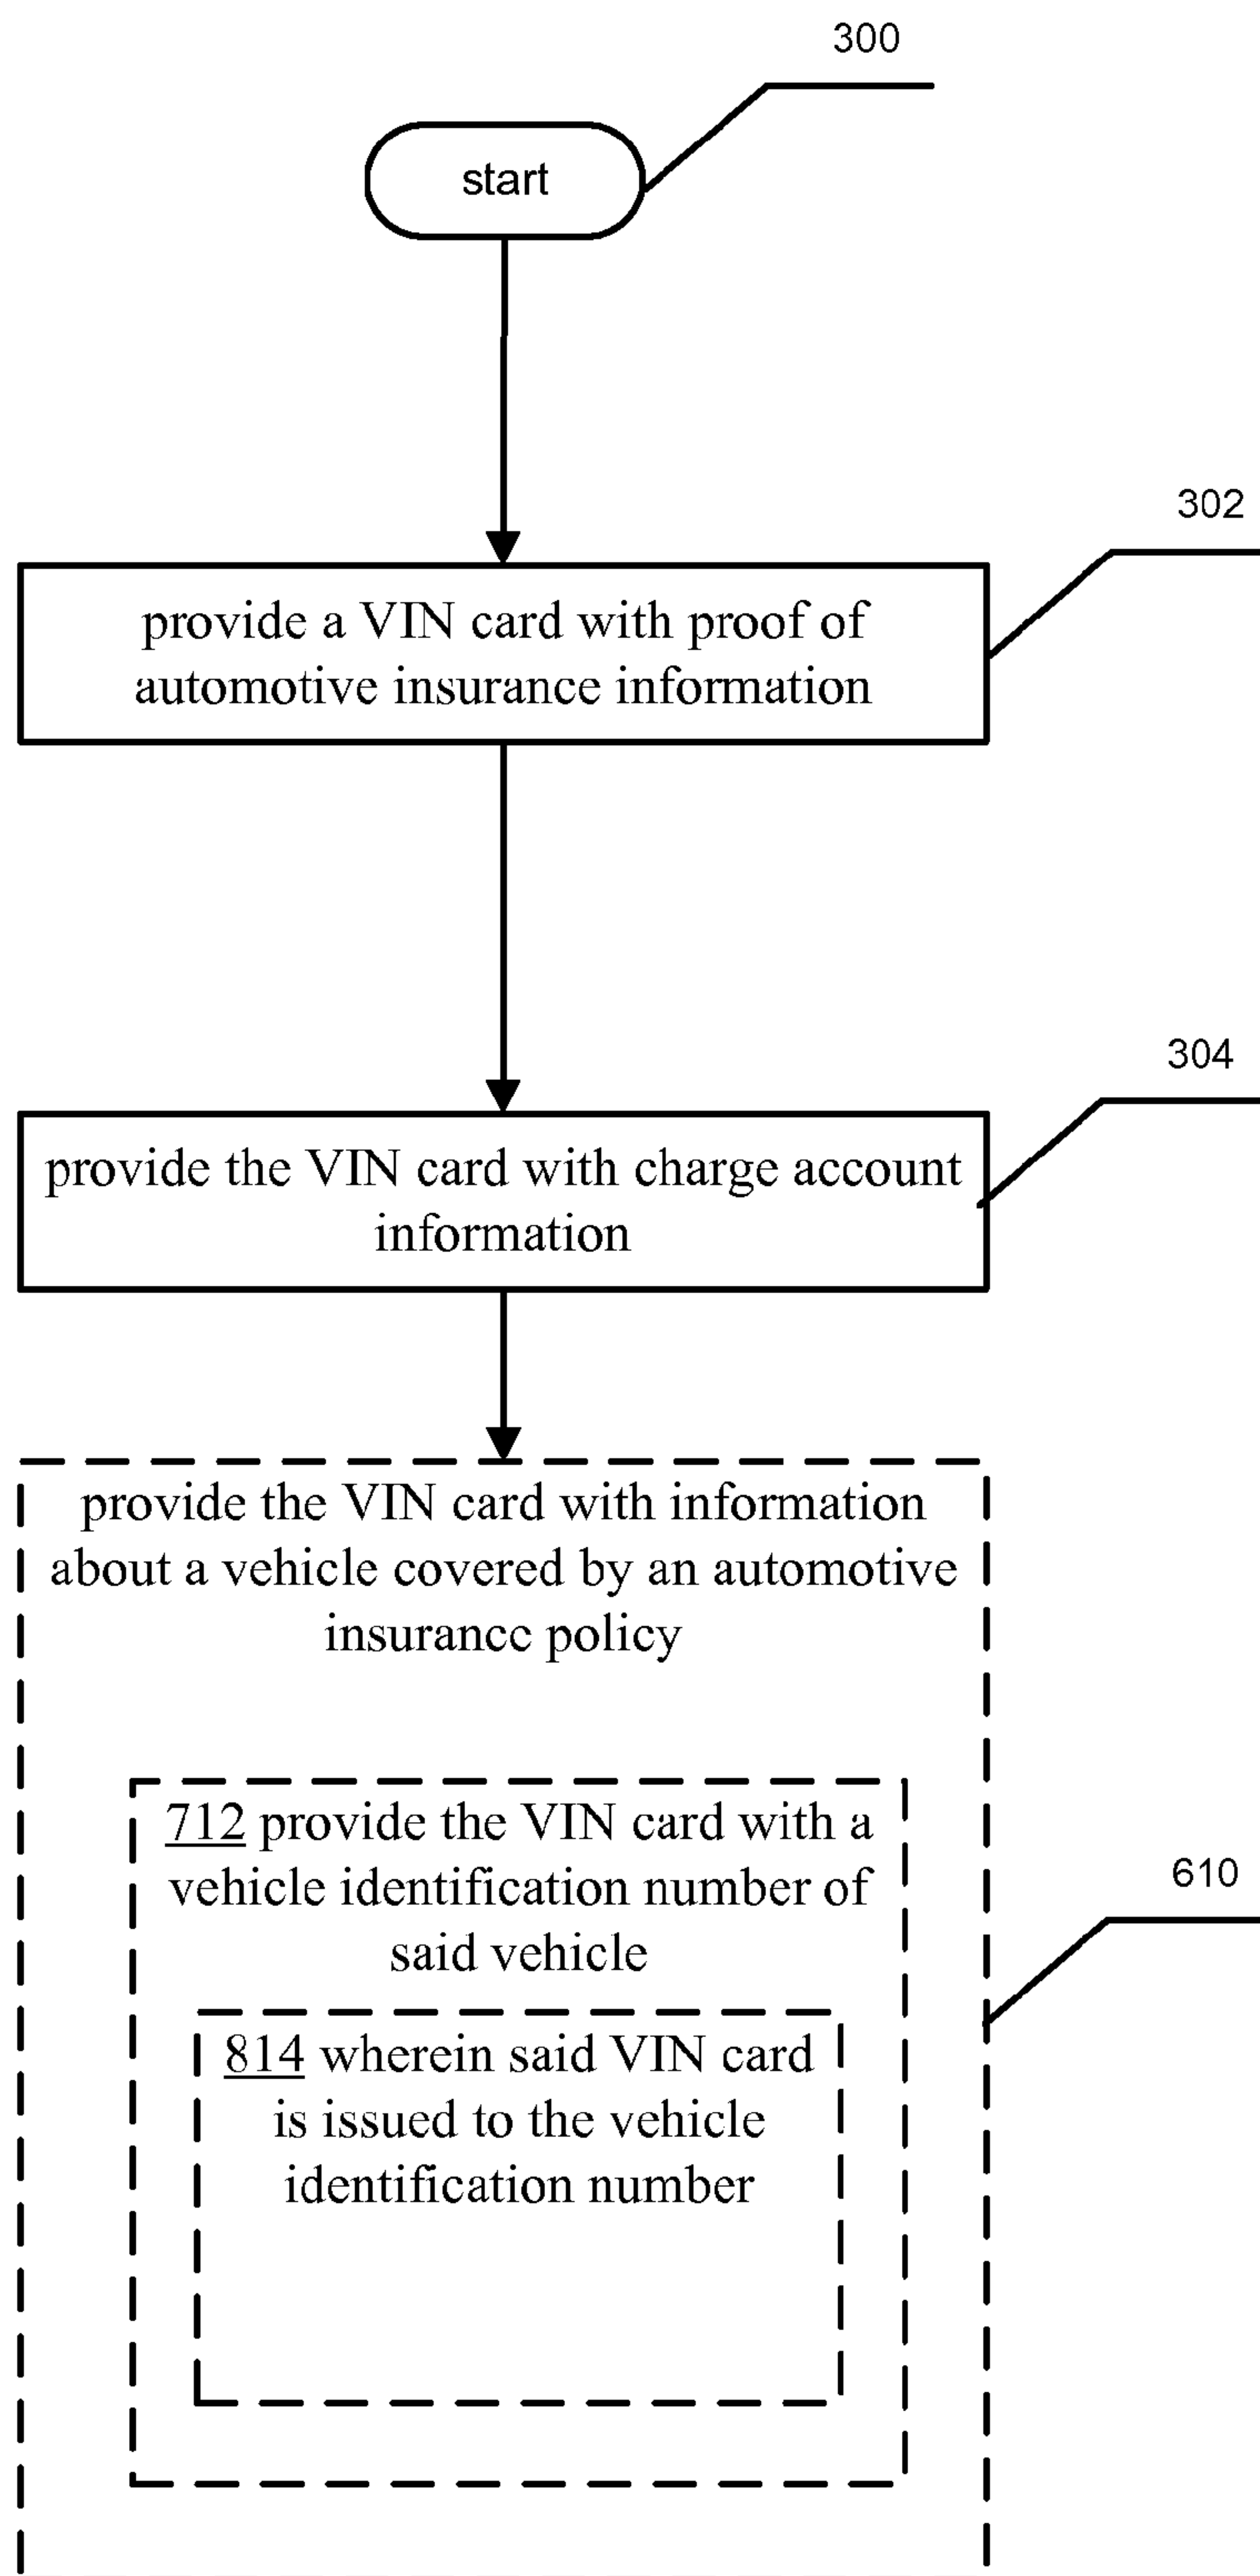 300
start
302
provide a VIN card with proof of
automotive insurance information
304
provide the VIN card with charge account
information
provide the VIN card with information
about a vehicle covered by an automotive
insurance policy
712 provide the VIN card with a
vehicle identification number of
said vehicle
610
814 wherein said VIN card
is issued to the vehicle
identification number